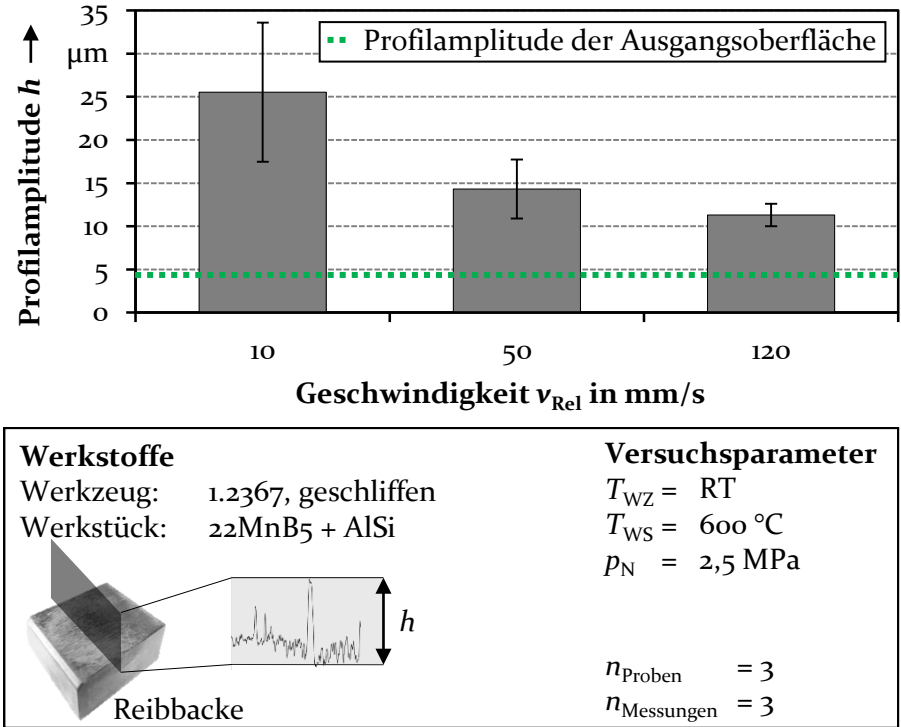 Profilamplitude h
35
µm
25
20
15
10
5
0
Profilamplitude der Ausgangsoberfläche
10 50 120
Geschwindigkeit vRel in mm/s
Werkstoffe
Werkzeug: 1.2367, geschliffen
Werkstück: 22MnB5 + AlSi
h
Reibbacke
Versuchsparameter
TWZ = RT
TWS = 600 °C
pN = 2,5 MPa
nProben = 3
nMessungen = 3